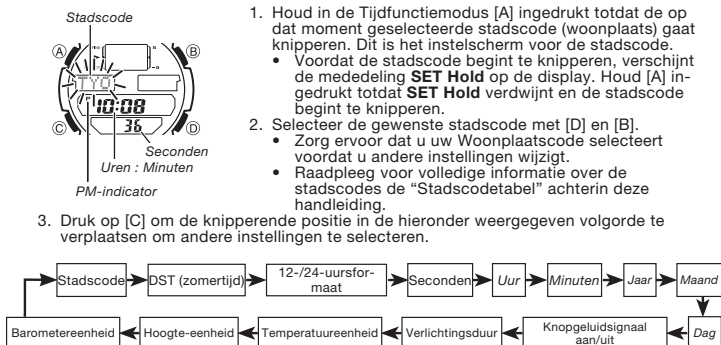 Stadscode
A
B
TYO
10:08
36
C
D
Seconden
Uren : Minuten
PM-indicator
1. Houd in de Tijdfunctiemodus [A] ingedrukt totdat de op
dat moment geselecteerde stadscode (woonplaats) gaat
knipperen. Dit is het instelscherm voor de stadscode.
• Voordat de stadscode begint te knipperen, verschijnt
de mededeling SET Hold op de display. Houd [A] in-
gedrukt totdat SET Hold verdwijnt en de stadscode
begint te knipperen.
2. Selecteer de gewenste stadscode met [D] en [B].
• Zorg ervoor dat u uw Woonplaatscode selecteert
voordat u andere instellingen wijzigt.
• Raadpleeg voor volledige informatie over de
stadscodes de “Stadscodetabel” achterin deze
handleiding.
3. Druk op [C] om de knipperende positie in de hieronder weergegeven volgorde te
verplaatsen om andere instellingen te selecteren.
Stadscode
DST (zomertijd)
12-/24-uursfor-
maat
Seconden
Uur
Minuten
Jaar
Maand
Barometereenheid
Hoogte-eenheid
Temperatuureenheid
Verlichtingsduur
Knopgeluidsignaal
aan/uit
Dag